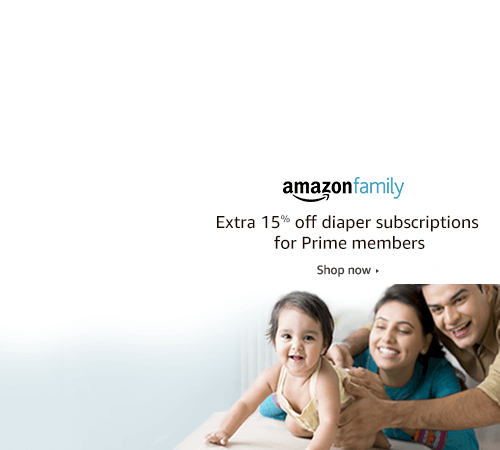 amazonfamily
Extra 15% off diaper subscriptions
for Prime members
Shop now ▸